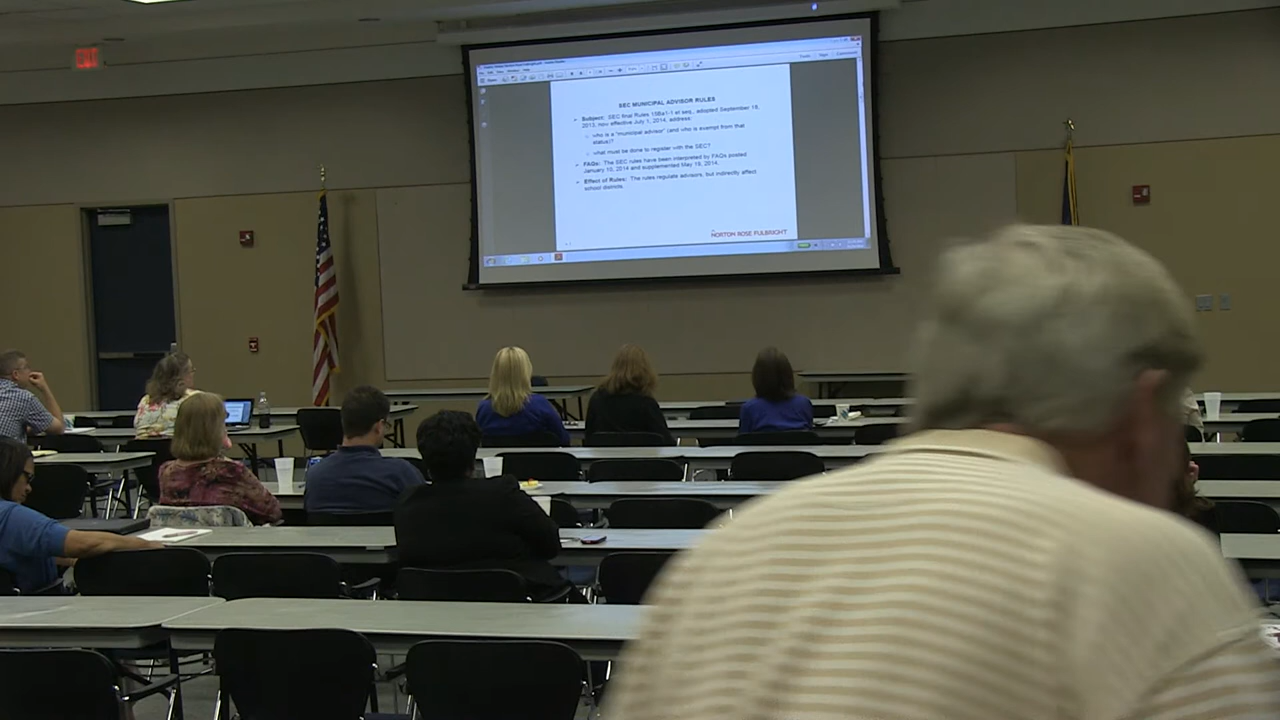 EXIT
SEC MUNICIPAL ADVISOR RULES
Subject: SEC final Rules 15Ba1-1 et seq., adopted September 18,
2013, now effective July 1, 2014, address:
who is a "municipal advisor" (and who is exempt from that
status)?
what must be done to register with the SEC?
FAQs: The SEC rules have been interpreted by FAQs posted
January 10, 2014 and supplemented May 19, 2014.
Effect of Rules: The rules regulate advisors, but indirectly affect
school districts.
NORTON ROSE FULBRIGHT